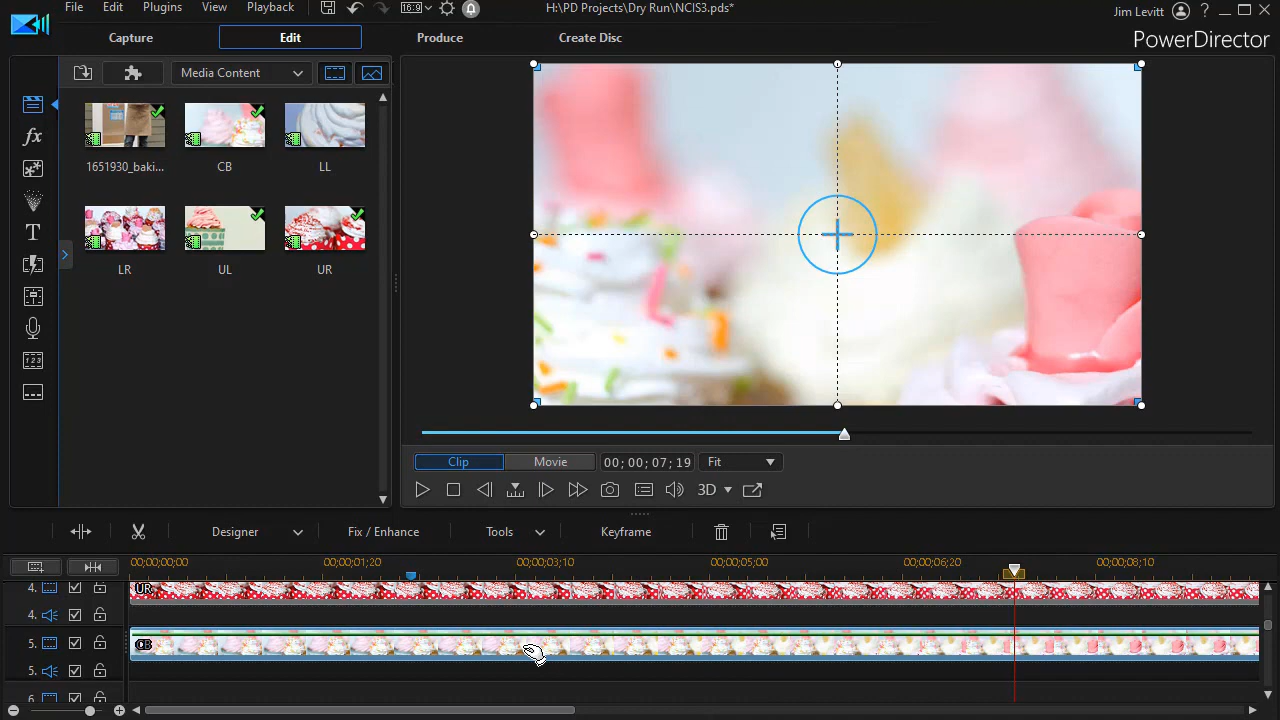 File Edit Plugins View Playback 16:9 H:\PD Projects\Dry Run\NCIS3.pds* Jim Levitt ?
Capture Edit Produce Create Disc PowerDirector
Media Content
1651930_baki... CB LL
LR UL UR
fx
T
Clip Movie 00;00;07;19 Fit
3D
Designer Fix / Enhance Tools Keyframe
00;00;00;00 00;00;01;20 00;00;03;10 00;00;05;00 00;00;06;20 00;00;08;10
4. UR
4.
5. CB
5.
6